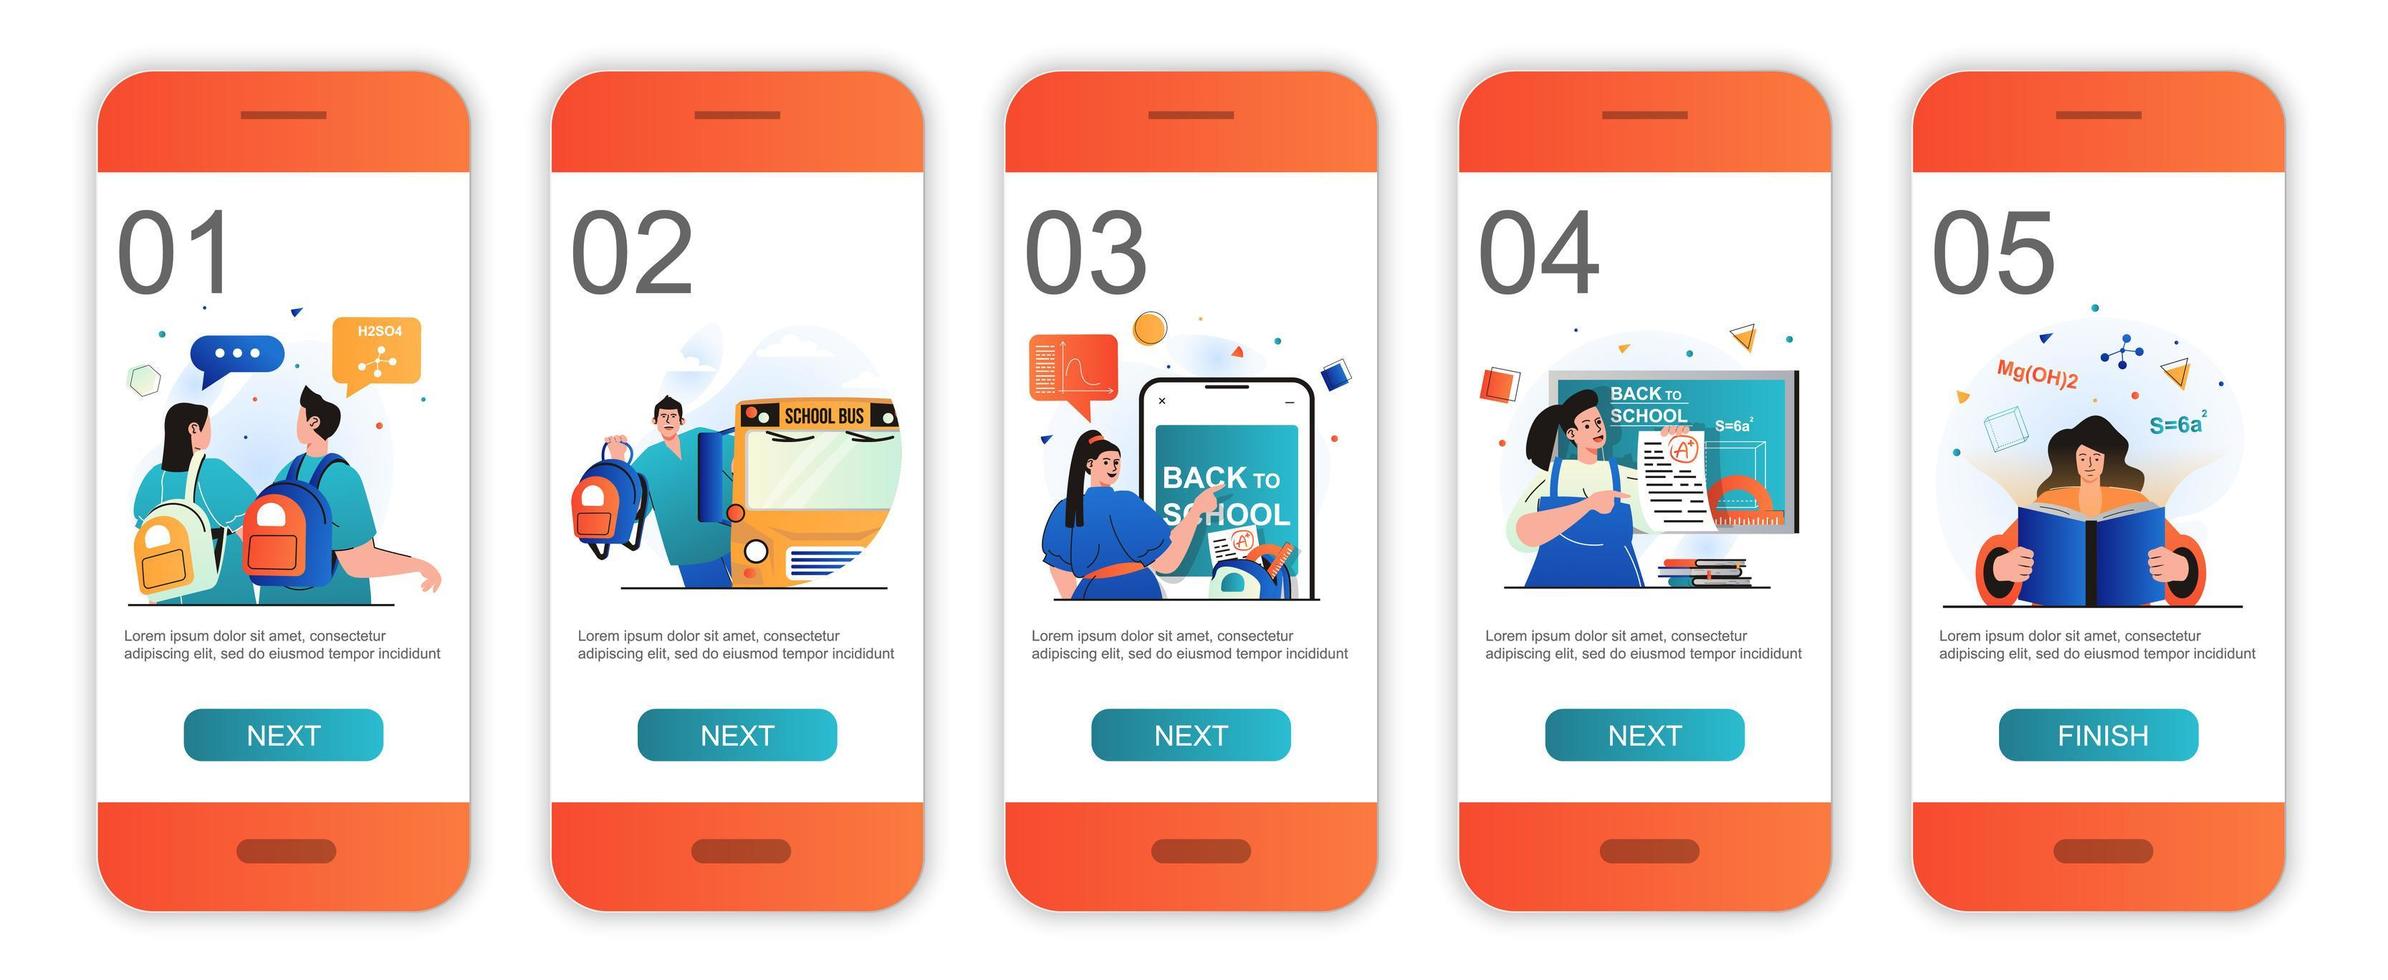 01
H2SO4
Lorem ipsum dolor sit amet, consectetur
adipiscing elit, sed do eiusmod tempor incididunt
NEXT
02
SCHOOL BUS
Lorem ipsum dolor sit amet, consectetur
adipiscing elit, sed do eiusmod tempor incididunt
NEXT
03
BACK TO
SCHOOL
A+
Lorem ipsum dolor sit amet, consectetur
adipiscing elit, sed do eiusmod tempor incididunt
NEXT
04
BACK TO
SCHOOL
S=6a²
A+
Lorem ipsum dolor sit amet, consectetur
adipiscing elit, sed do eiusmod tempor incididunt
NEXT
05
Mg(OH)2
S=6a²
Lorem ipsum dolor sit amet, consectetur
adipiscing elit, sed do eiusmod tempor incididunt
FINISH